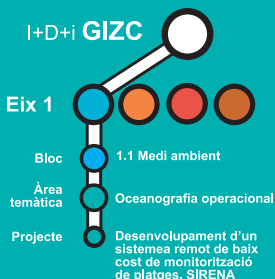 I+D+i GIZC
Eix 1
Bloc
1.1 Medi ambient
Àrea
temàtica
Oceanografia operacional
Projecte
Desenvolupament d’un
sistemea remot de baix
cost de monitorització
de platges. SIRENA